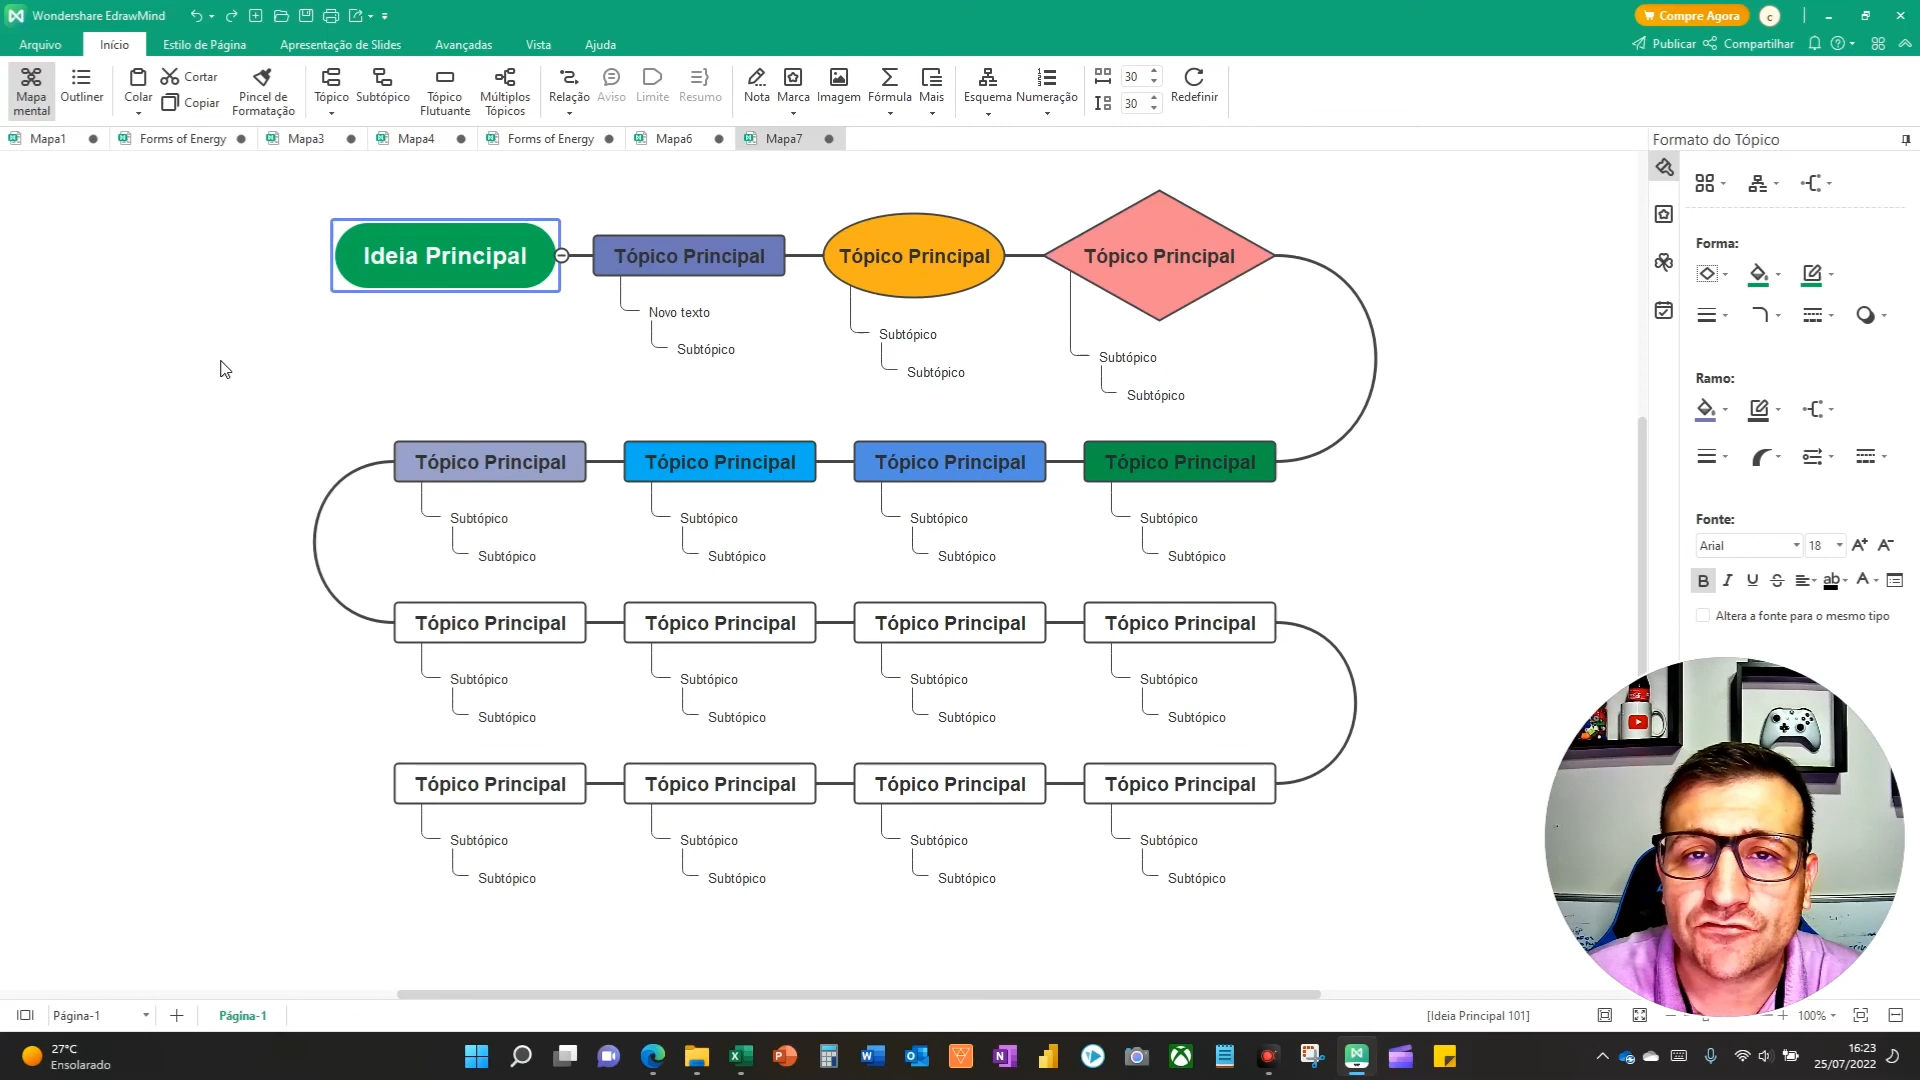 Wondershare EdrawMind
Compre Agora
c
Arquivo
Início
Estilo de Página
Apresentação de Slides
Avançadas
Vista
Ajuda
Publicar
Compartilhar
Mapa mental
Outliner
Colar
Cortar
Copiar
Pincel de Formatação
Tópico
Subtópico
Tópico Flutuante
Múltiplos Tópicos
Relação
Aviso
Limite
Resumo
Nota
Marca
Imagem
Fórmula
Mais
Esquema
Numeração
30
30
Redefinir
Mapa1
Forms of Energy
Mapa3
Mapa4
Forms of Energy
Mapa6
Mapa7
Formato do Tópico
Ideia Principal
Tópico Principal
Tópico Principal
Tópico Principal
Novo texto
Subtópico
Subtópico
Subtópico
Subtópico
Subtópico
Tópico Principal
Tópico Principal
Tópico Principal
Tópico Principal
Subtópico
Subtópico
Subtópico
Subtópico
Subtópico
Subtópico
Subtópico
Subtópico
Tópico Principal
Tópico Principal
Tópico Principal
Tópico Principal
Subtópico
Subtópico
Subtópico
Subtópico
Subtópico
Subtópico
Subtópico
Subtópico
Tópico Principal
Tópico Principal
Tópico Principal
Tópico Principal
Subtópico
Subtópico
Subtópico
Subtópico
Subtópico
Subtópico
Subtópico
Subtópico
Forma:
Ramo:
Fonte:
Arial
18
Altera a fonte para o mesmo tipo
Página-1
Página-1
[Ideia Principal 101]
100%
27°C
Ensolarado
16:23
25/07/2022